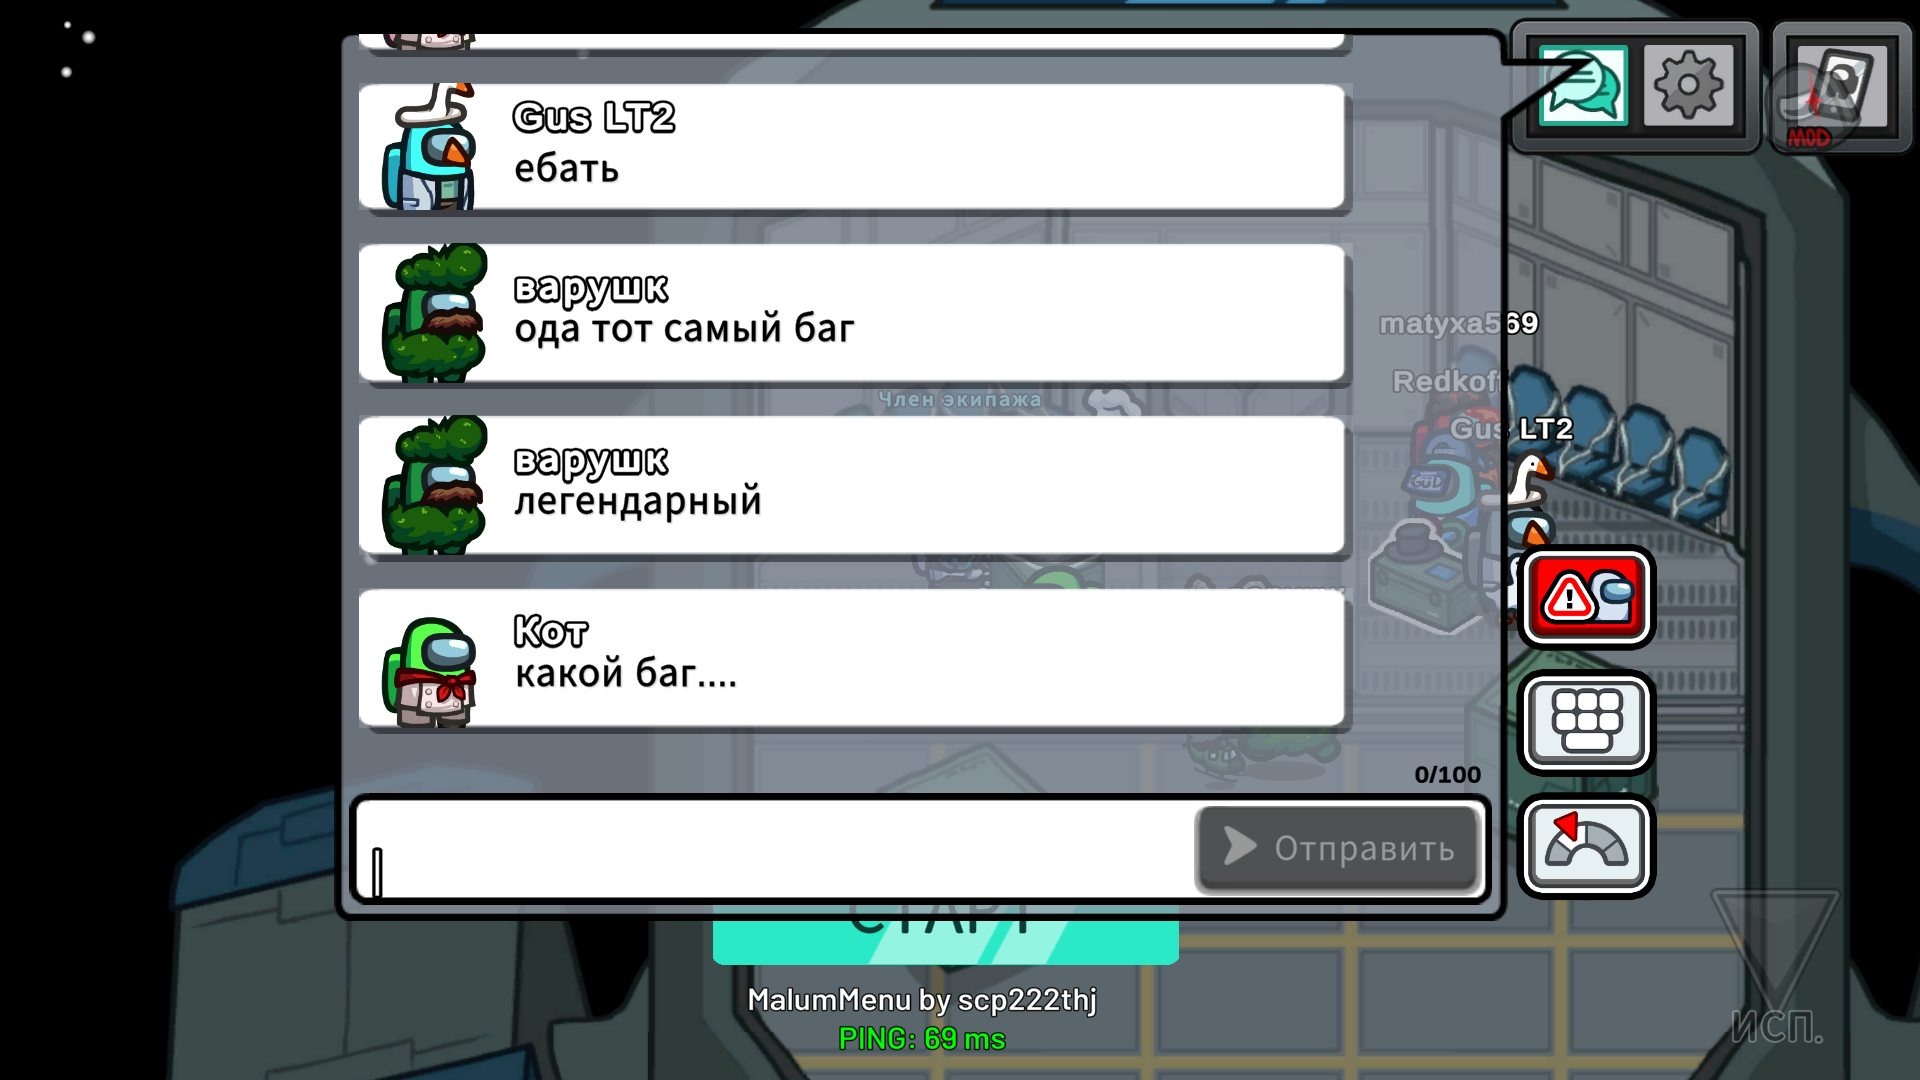 Gus LT2
ебать
варушк
ода тот самый баг
matyxa569
Redkof
Член экипажа
Gus LT2
варушк
легендарный
Кот
какой баг....
0/100
Отправить
СТАРТ
MalumMenu by scp222thj
PING: 69 ms
ИСП.
MOD